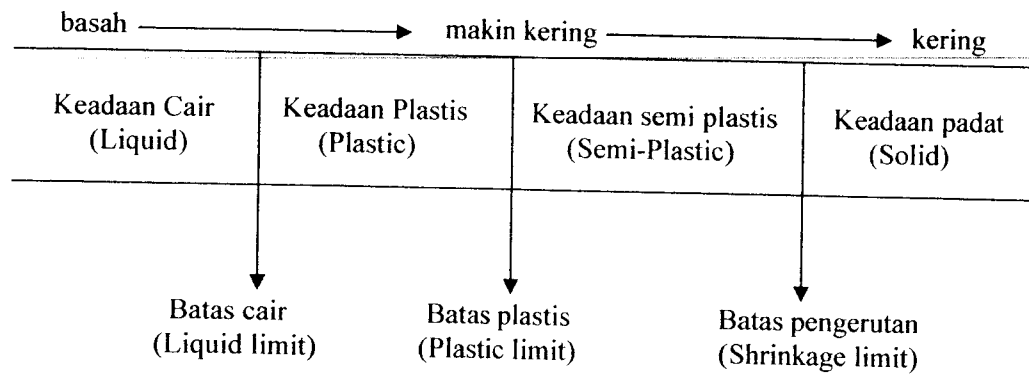 basah makin kering kering
Keadaan Cair
(Liquid)
Keadaan Plastis
(Plastic)
Keadaan semi plastis
(Semi-Plastic)
Keadaan padat
(Solid)
Batas cair
(Liquid limit)
Batas plastis
(Plastic limit)
Batas pengerutan
(Shrinkage limit)